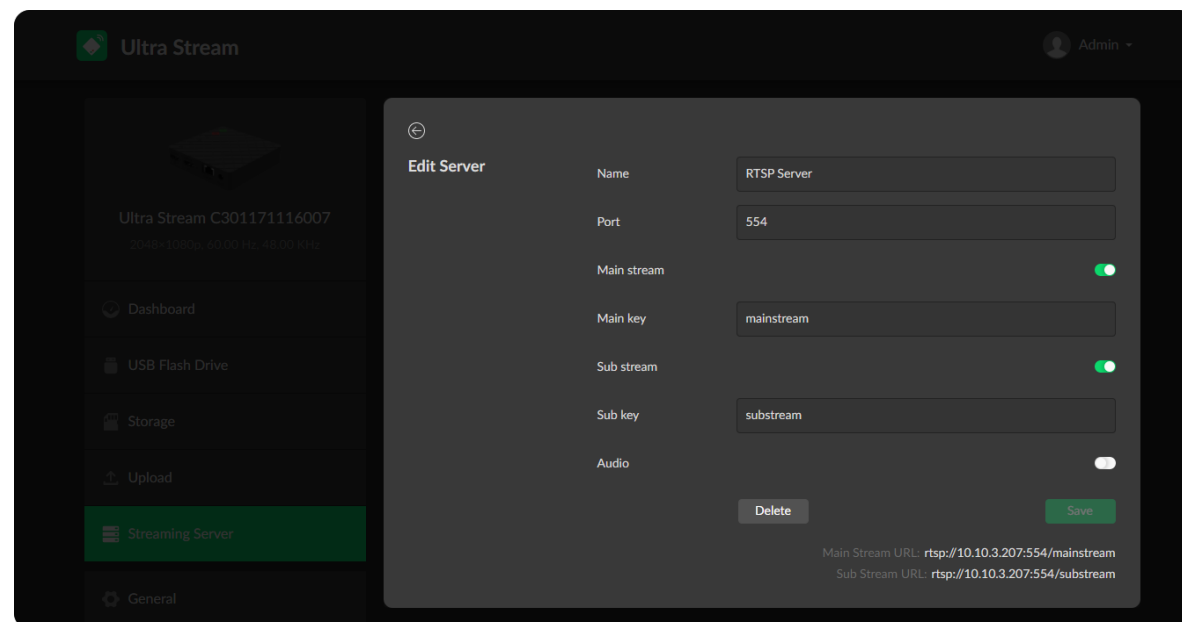 Ultra Stream
Admin
Edit Server
Name
RTSP Server
Ultra Stream C301171116007
2048×1080p, 60.00 Hz, 48.00 KHz
Port
554
Main stream
Dashboard
Main key
mainstream
USB Flash Drive
Sub stream
Storage
Sub key
substream
Upload
Audio
Delete
Save
Streaming Server
Main Stream URL: rtsp://10.10.3.207:554/mainstream
Sub Stream URL: rtsp://10.10.3.207:554/substream
General